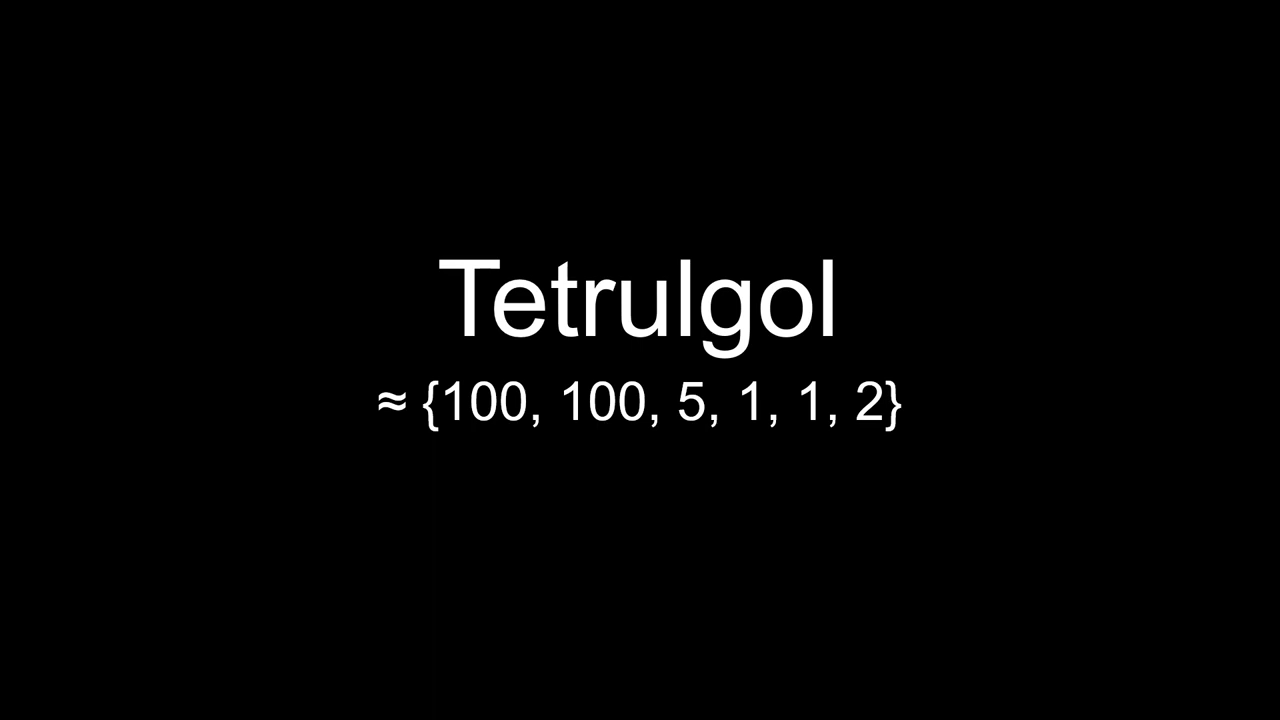 Tetrulgol
≈ {100, 100, 5, 1, 1, 2}